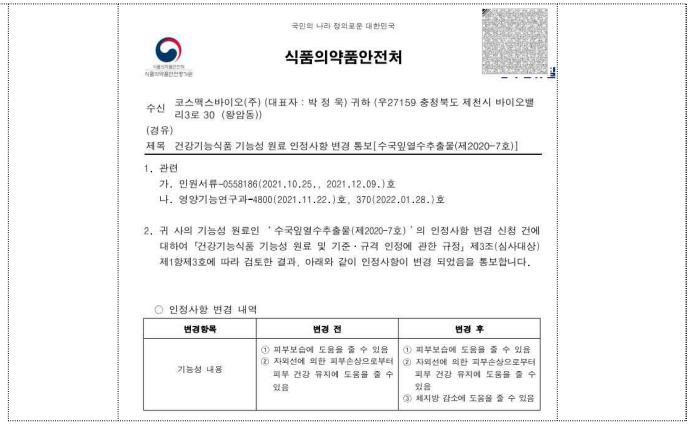 국민의 나라 정의로운 대한민국
식품의약품안전처
수신 코스맥스바이오(주) (대표자 : 박 정 욱) 귀하 (우27159 충청북도 제천시 바이오밸
리3로 30 (왕암동))
(경유)
제목 건강기능식품 기능성 원료 인정사항 변경 통보[수국잎열수추출물(제2020-7호)]
1. 관련
가. 민원서류-0558186(2021.10.25., 2021.12.09.)호
나. 영양기능연구과-4800(2021.11.22.)호, 370(2022.01.28.)호
2. 귀 사의 기능성 원료인 ‘수국잎열수추출물(제2020-7호)’의 인정사항 변경 신청 건에
대하여 「건강기능식품 기능성 원료 및 기준·규격 인정에 관한 규정」 제3조(심사대상)
제1항제3호에 따라 검토한 결과, 아래와 같이 인정사항이 변경 되었음을 통보합니다.
○ 인정사항 변경 내역
변경항목 변경 전 변경 후
기능성 내용
① 피부보습에 도움을 줄 수 있음
② 자외선에 의한 피부손상으로부터
피부 건강 유지에 도움을 줄 수
있음
① 피부보습에 도움을 줄 수 있음
② 자외선에 의한 피부손상으로부터
피부 건강 유지에 도움을 줄 수
있음
③ 체지방 감소에 도움을 줄 수 있음